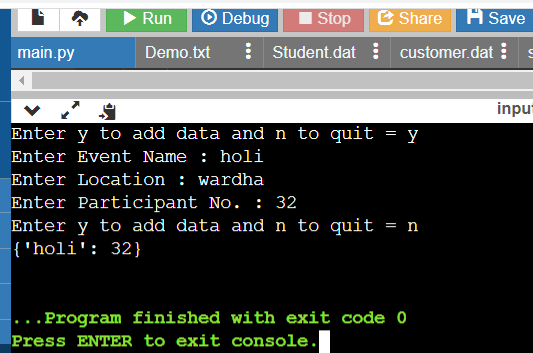 Run Debug Stop Share Save
main.py Demo.txt Student.dat customer.dat
Enter y to add data and n to quit = y
Enter Event Name : holi
Enter Location : wardha
Enter Participant No. : 32
Enter y to add data and n to quit = n
{'holi': 32}
...Program finished with exit code 0
Press ENTER to exit console.